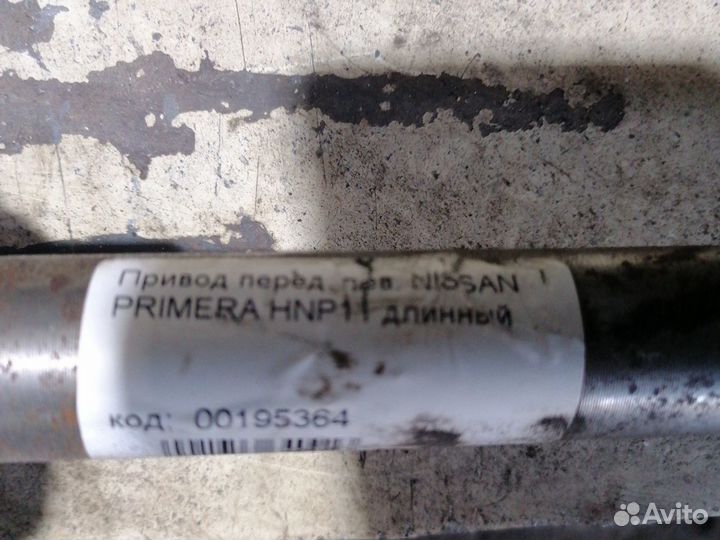 Привод перед. лев. NISSAN
PRIMERA HNP11 длинный
код: 00195364
Avito